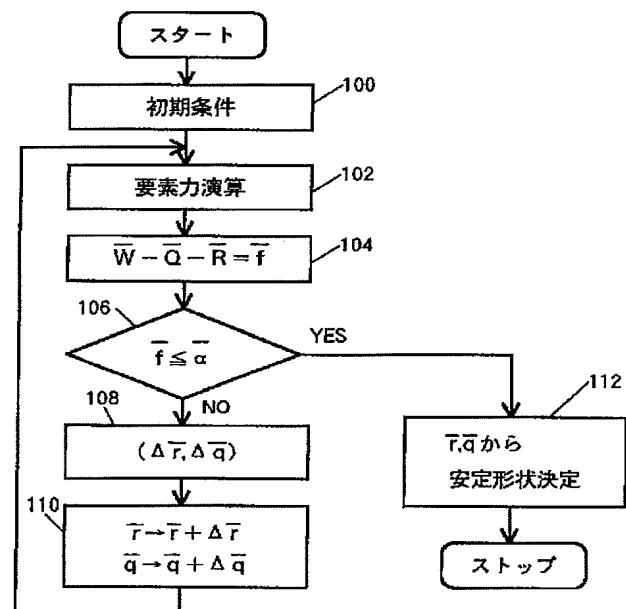 スタート
初期条件
100
要素力演算
102
W̅ − Q̅ − R̅ = f̅
104
106
f̅ ≦ α̅
YES
NO
108
(Δr̅, Δq̅)
110
r̅→r̅+Δr̅
q̅→q̅+Δq̅
112
r̅,q̅から
安定形状決定
ストップ